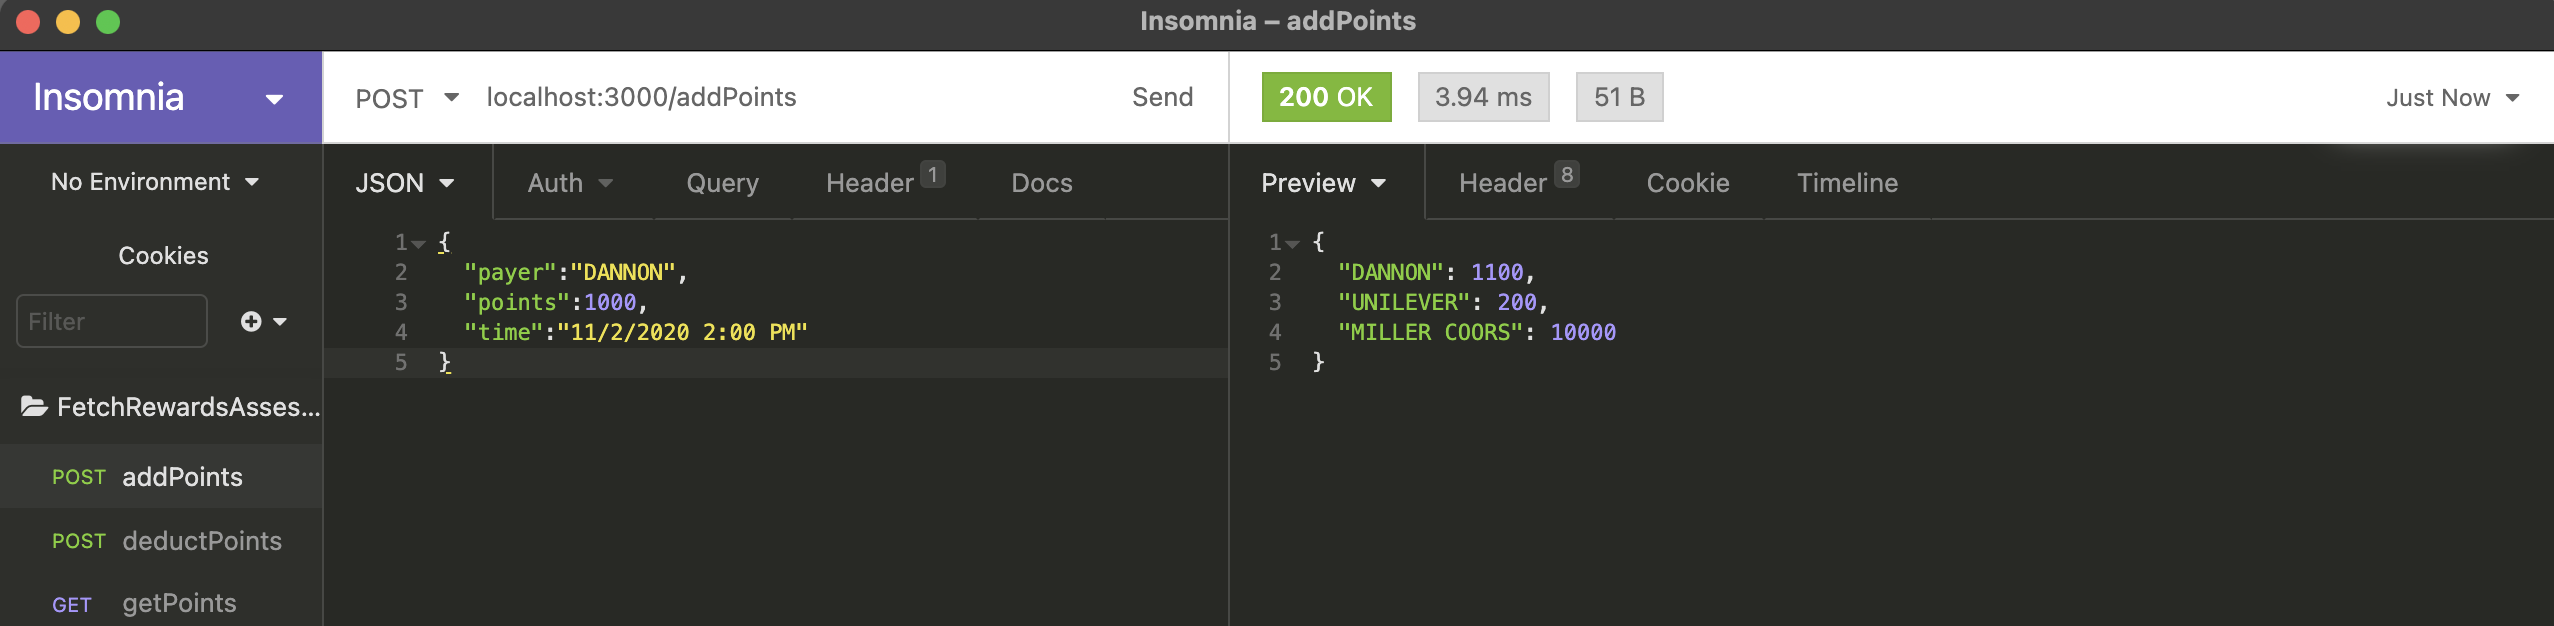 Insomnia – addPoints
Insomnia
POST localhost:3000/addPoints Send
200 OK 3.94 ms 51 B Just Now
No Environment
Cookies
Filter
FetchRewardsAsses...
POST addPoints
POST deductPoints
GET getPoints
JSON Auth Query Header 1 Docs
1 {
2 "payer":"DANNON",
3 "points":1000,
4 "time":"11/2/2020 2:00 PM"
5 }
Preview Header 8 Cookie Timeline
1 {
2 "DANNON": 1100,
3 "UNILEVER": 200,
4 "MILLER COORS": 10000
5 }